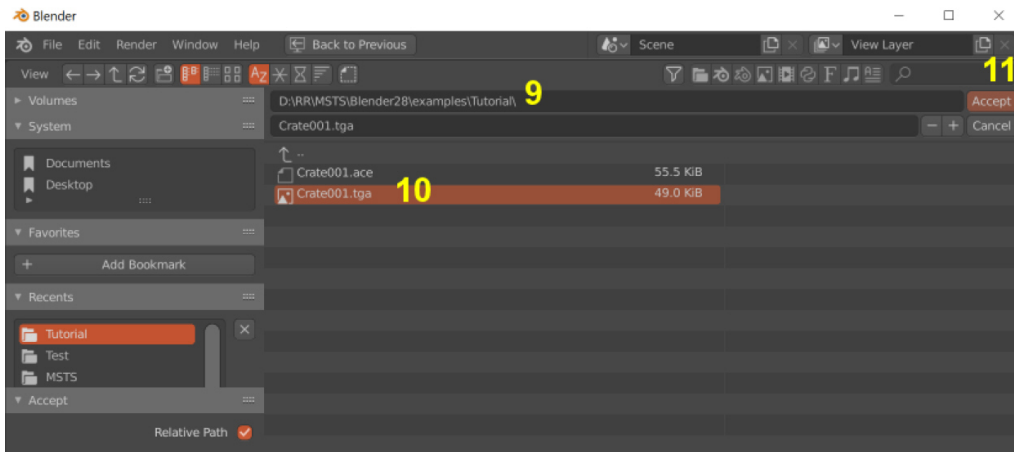 Blender
File Edit Render Window Help Back to Previous Scene View Layer
View Az F 11
Volumes
D:\RR\MSTS\Blender28\examples\Tutorial\ 9 Accept
System
Crate001.tga - + Cancel
..
Documents
Crate001.ace 55.5 KiB
Desktop
Crate001.tga 10 49.0 KiB
Favorites
+ Add Bookmark
Recents
Tutorial
Test
MSTS
Accept
Relative Path